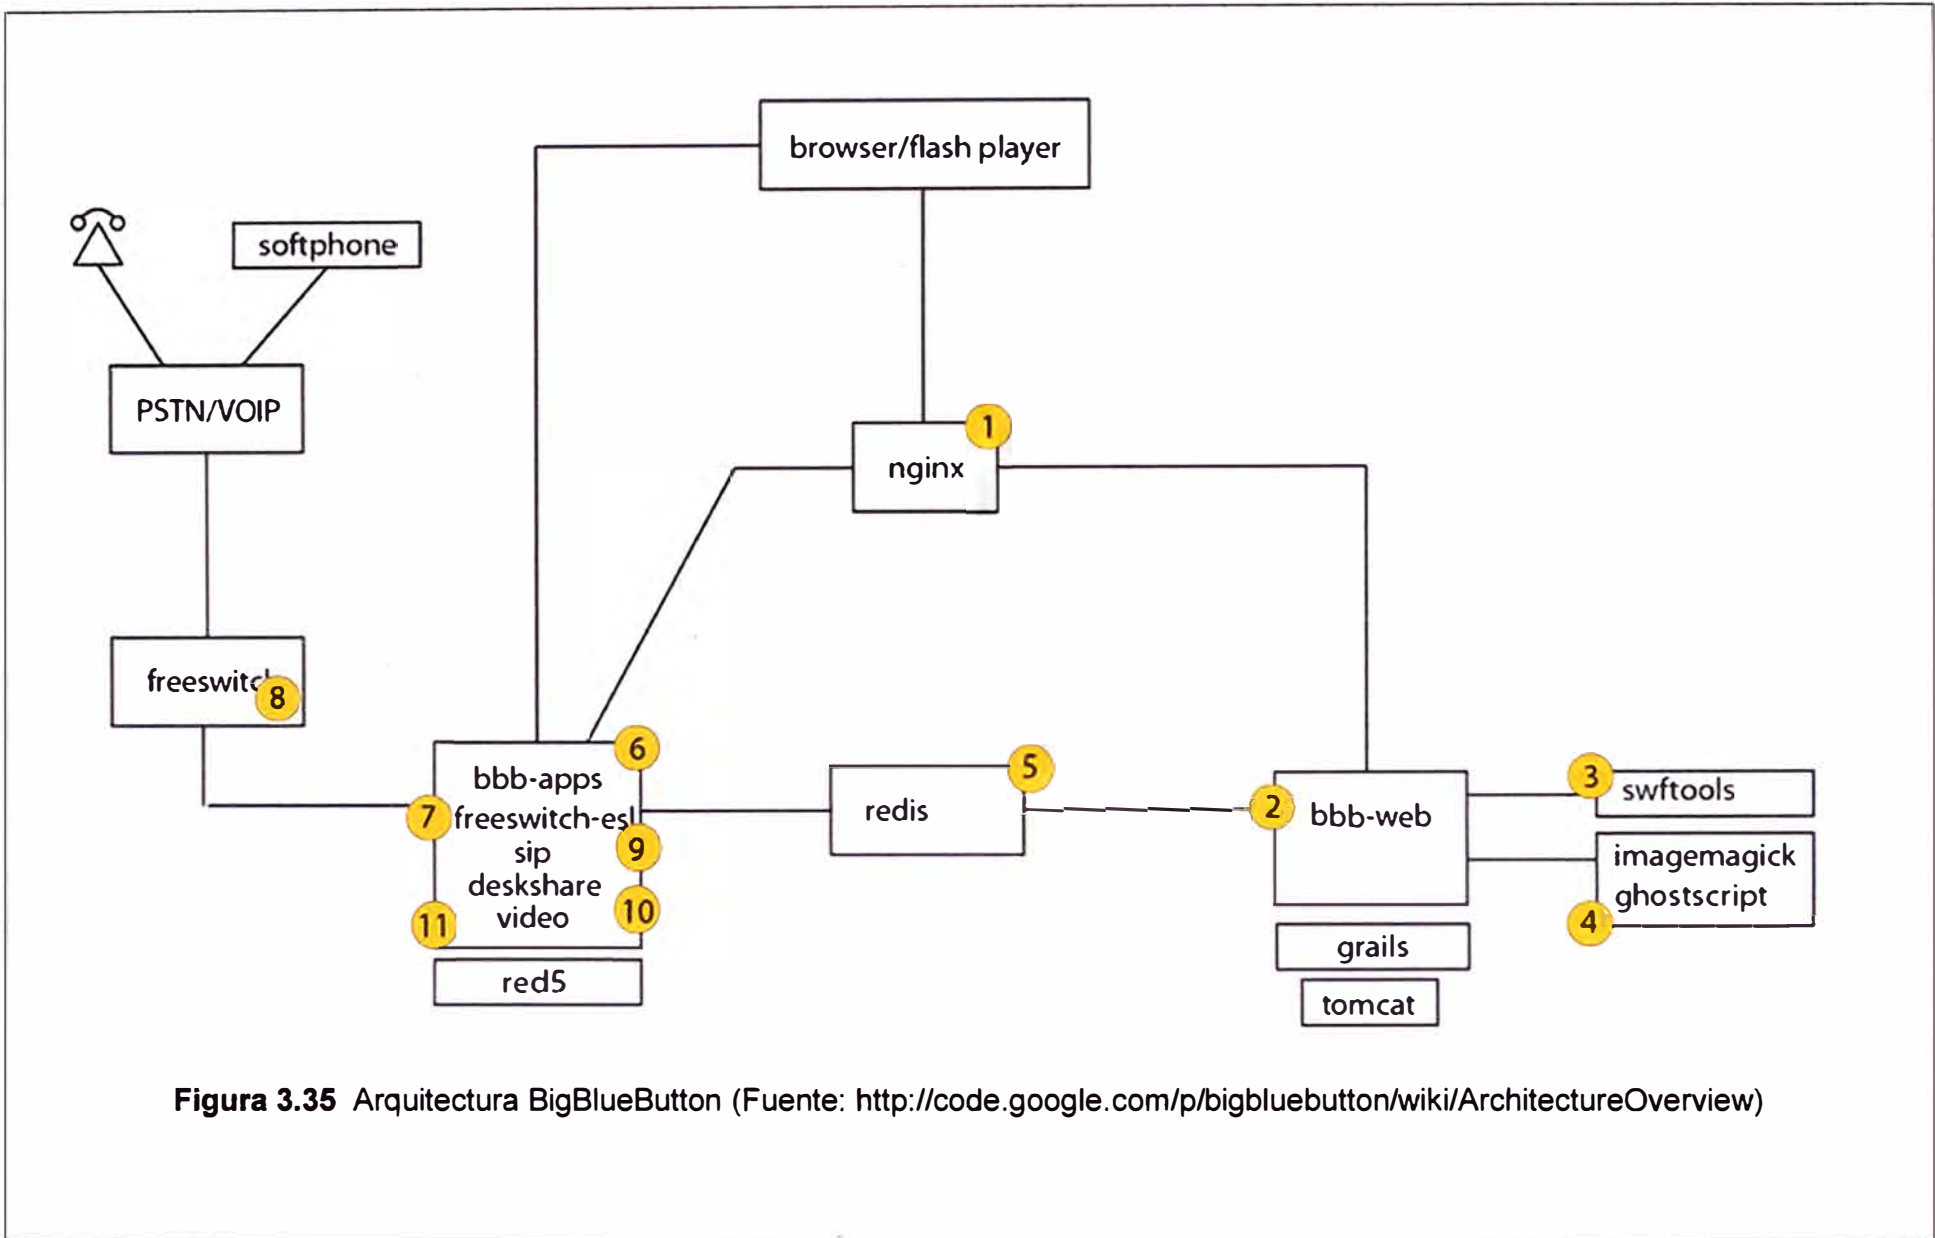 browser/flash player
softphone
PSTN/VOIP
1
nginx
freeswitch
8
6
bbb-apps
7
freeswitch-esl
sip
9
deskshare
10
video
11
red5
5
redis
2
bbb-web
3
swftools
imagemagick
ghostscript
4
grails
tomcat
Figura 3.35 Arquitectura BigBlueButton (Fuente: http://code.google.com/p/bigbluebutton/wiki/ArchitectureOverview)